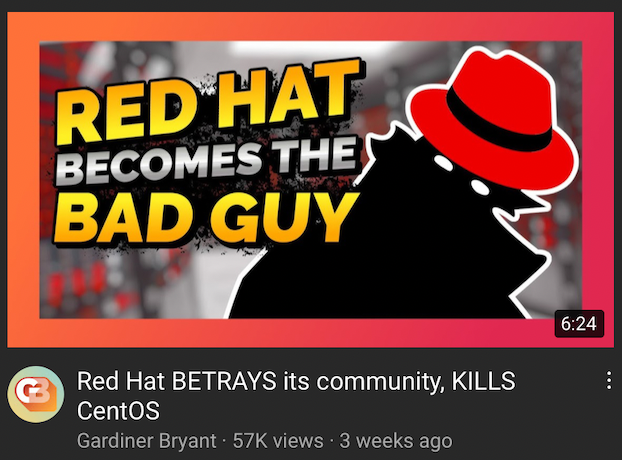 RED HAT
BECOMES THE
BAD GUY
6:24
GB
Red Hat BETRAYS its community, KILLS
CentOS
Gardiner Bryant · 57K views · 3 weeks ago